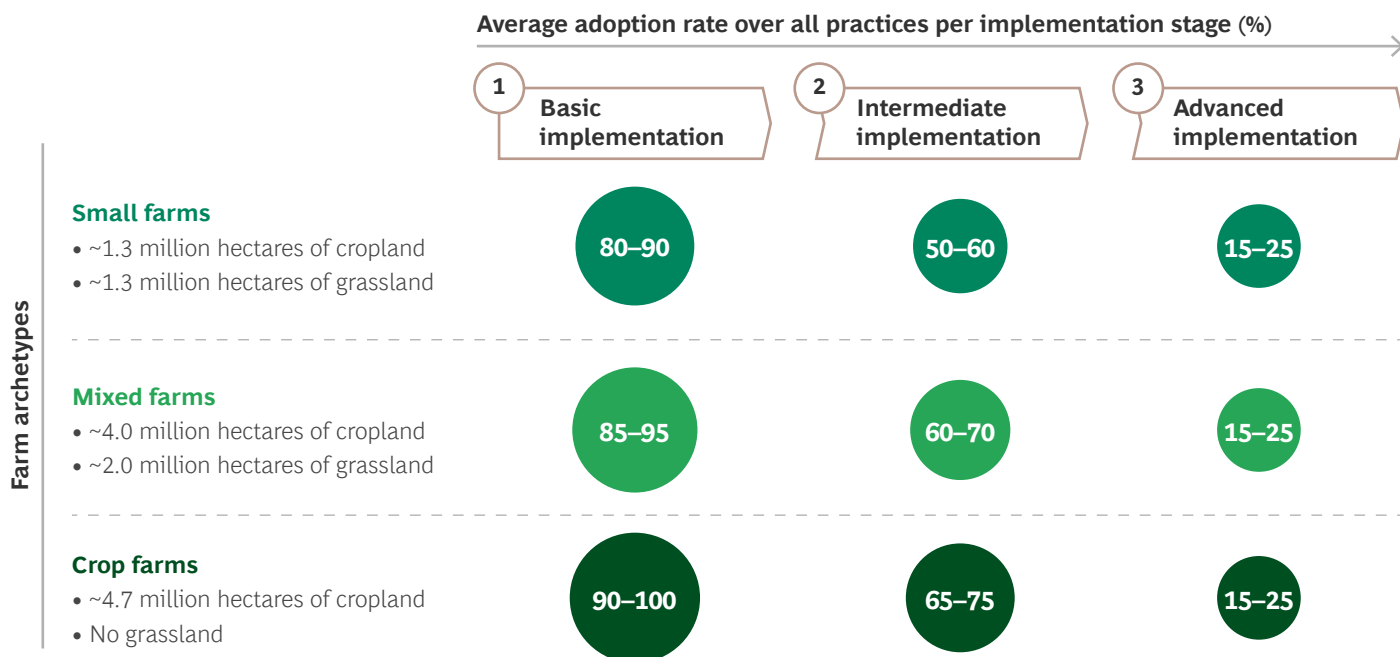 Average adoption rate over all practices per implementation stage (%)
1
Basic
implementation
2
Intermediate
implementation
3
Advanced
implementation
Farm archetypes
Small farms
• ~1.3 million hectares of cropland
• ~1.3 million hectares of grassland
80–90
50–60
15–25
Mixed farms
• ~4.0 million hectares of cropland
• ~2.0 million hectares of grassland
85–95
60–70
15–25
Crop farms
• ~4.7 million hectares of cropland
• No grassland
90–100
65–75
15–25